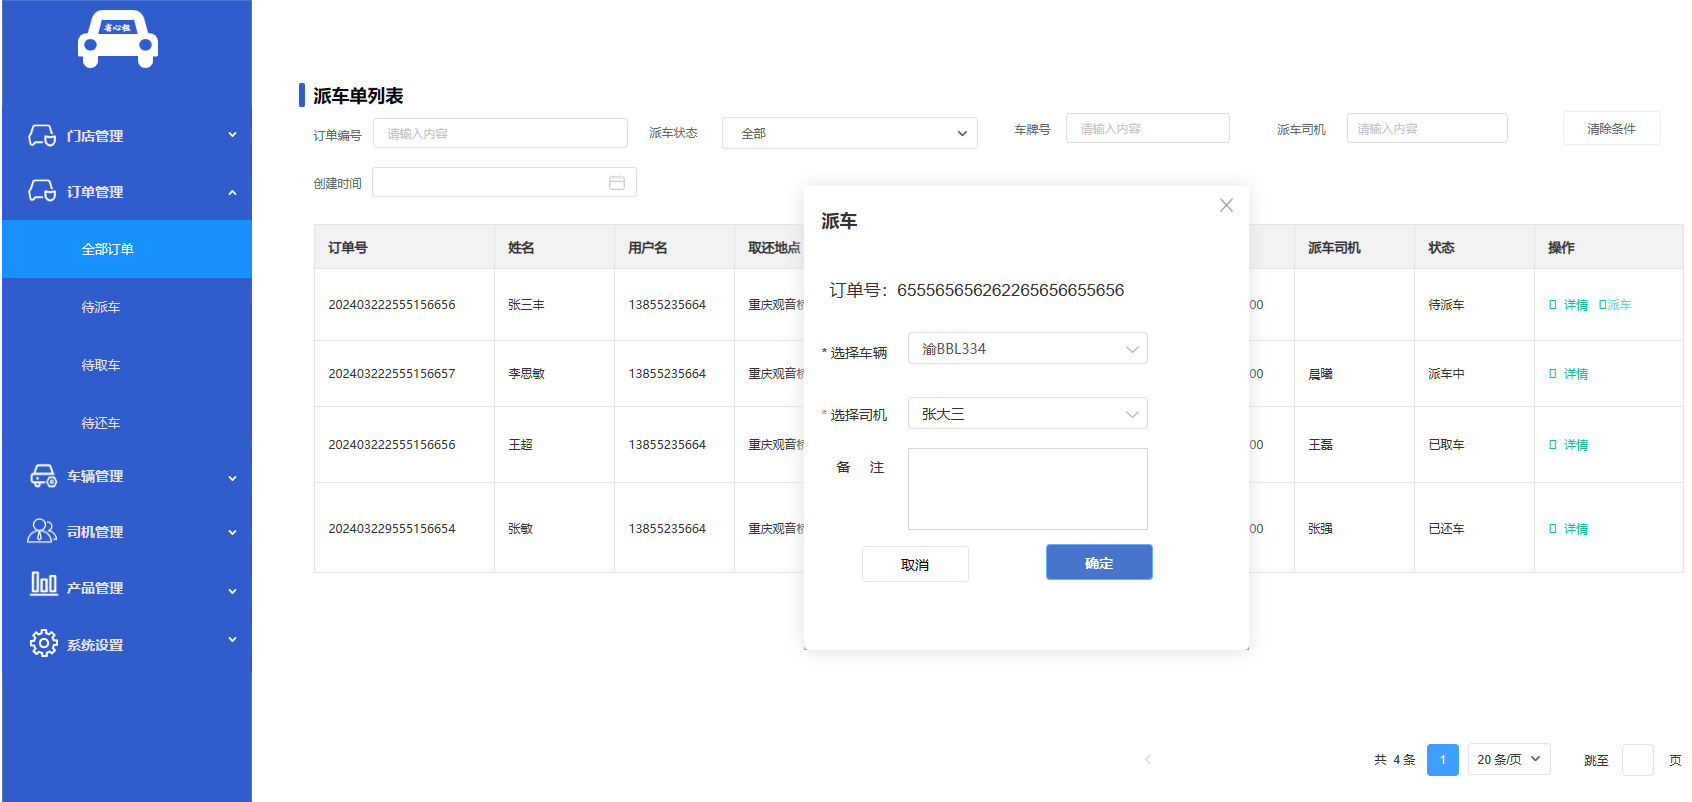 省心租
门店管理
订单管理
全部订单
待派车
待取车
待还车
车辆管理
司机管理
产品管理
系统设置
派车单列表
订单编号 请输入内容 派车状态 全部 车牌号 请输入内容 派车司机 请输入内容 清除条件
创建时间
订单号 姓名 用户名 取还地点 派车司机 状态 操作
202403222555156656 张三丰 13855235664 重庆观音 00 待派车 详情 派车
202403222555156657 李思敏 13855235664 重庆观音 00 晨曦 派车中 详情
202403222555156656 王超 13855235664 重庆观音 00 王磊 已取车 详情
202403229555156654 张敏 13855235664 重庆观音 00 张强 已还车 详情
派车
订单号：655565656262265656655656
* 选择车辆 渝BBL334
* 选择司机 张大三
备 注
取消 确定
共 4 条 1 20 条/页 跳至 页